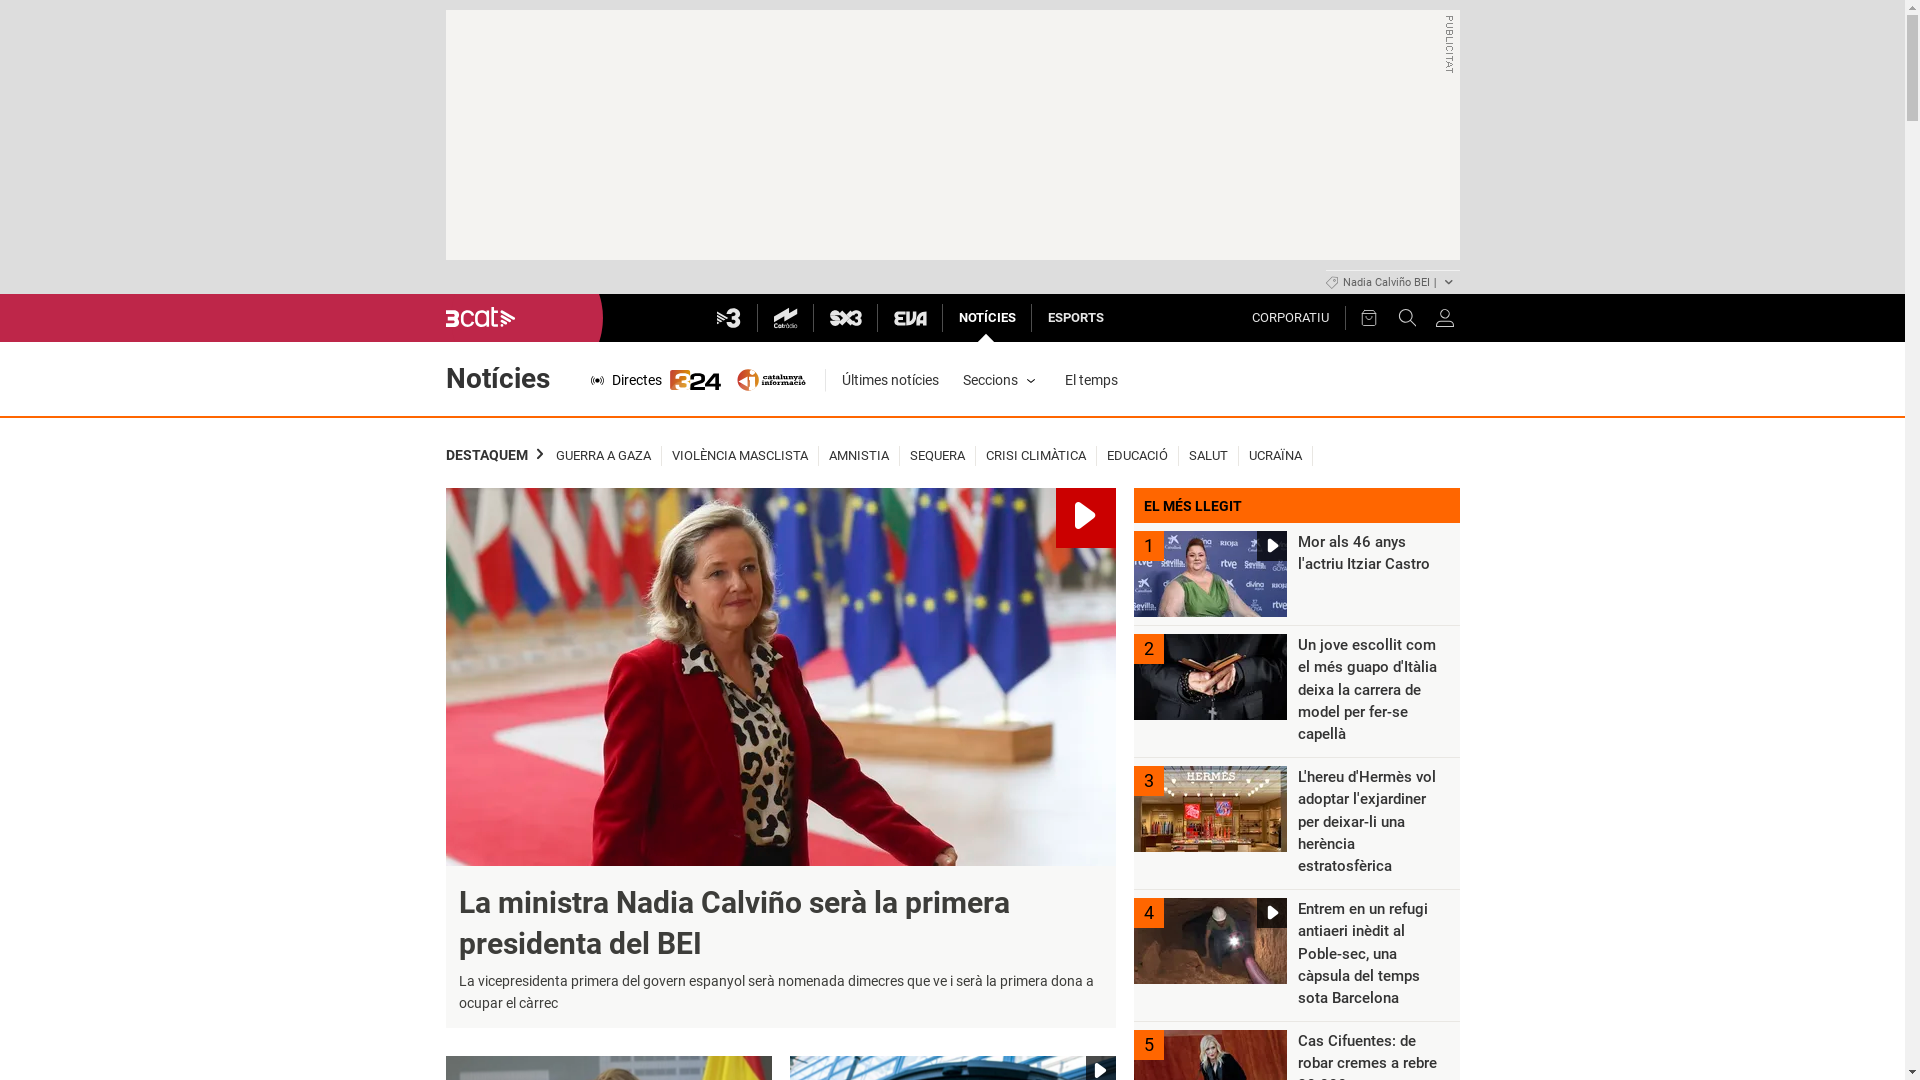 PUBLICITAT
Nadia Calviño BEI |
3cat
3
Catràdio
SX3
EVA
NOTÍCIES
ESPORTS
CORPORATIU
Notícies
Directes
324
catalunya
informació
Últimes notícies
Seccions
El temps
DESTAQUEM
GUERRA A GAZA
VIOLÈNCIA MASCLISTA
AMNISTIA
SEQUERA
CRISI CLIMÀTICA
EDUCACIÓ
SALUT
UCRAÏNA
La ministra Nadia Calviño serà la primera
presidenta del BEI
La vicepresidenta primera del govern espanyol serà nomenada dimecres que ve i serà la primera dona a
ocupar el càrrec
EL MÉS LLEGIT
1
Mor als 46 anys
l'actriu Itziar Castro
2
Un jove escollit com
el més guapo d'Itàlia
deixa la carrera de
model per fer-se
capellà
3
HERMÈS
L'hereu d'Hermès vol
adoptar l'exjardiner
per deixar-li una
herència
estratosfèrica
4
Entrem en un refugi
antiaeri inèdit al
Poble-sec, una
càpsula del temps
sota Barcelona
5
Cas Cifuentes: de
robar cremes a rebre